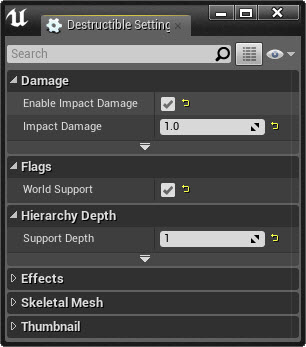 Destructible Setting
Search
Damage
Enable Impact Damage
Impact Damage 1.0
Flags
World Support
Hierarchy Depth
Support Depth 1
Effects
Skeletal Mesh
Thumbnail